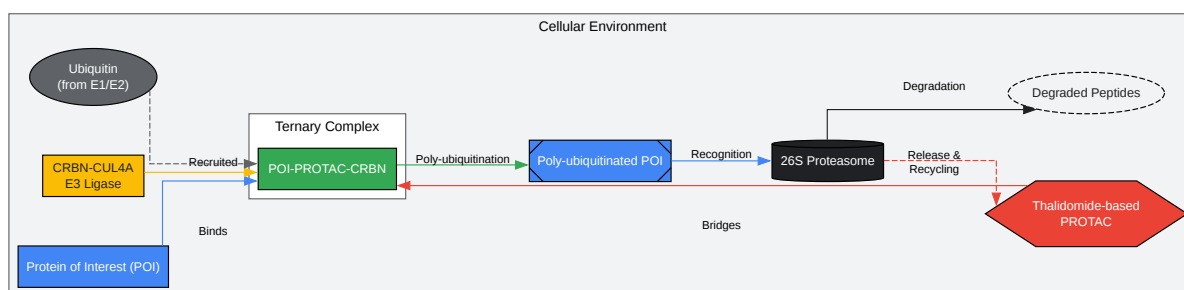 Cellular Environment
Ubiquitin
(from E1/E2)
Degradation
Degraded Peptides
Ternary Complex
Recruited
CRBN-CUL4A
E3 Ligase
POI-PROTAC-CRBN
Poly-ubiquitination
Poly-ubiquitinated POI
Recognition
26S Proteasome
Release &
Recycling
Thalidomide-based
PROTAC
Binds
Bridges
Protein of Interest (POI)